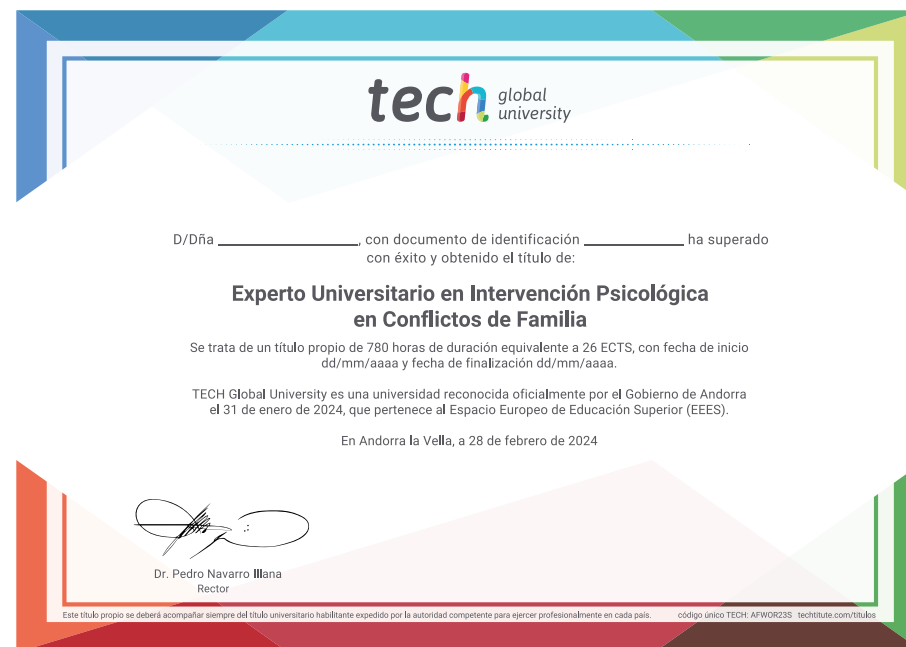 tech global university
D/Dña ____________________, con documento de identificación ______________ ha superado
con éxito y obtenido el título de:
Experto Universitario en Intervención Psicológica
en Conflictos de Familia
Se trata de un título propio de 780 horas de duración equivalente a 26 ECTS, con fecha de inicio
dd/mm/aaaa y fecha de finalización dd/mm/aaaa.
TECH Global University es una universidad reconocida oficialmente por el Gobierno de Andorra
el 31 de enero de 2024, que pertenece al Espacio Europeo de Educación Superior (EEES).
En Andorra la Vella, a 28 de febrero de 2024
Dr. Pedro Navarro Illana
Rector
Este título propio se deberá acompañar siempre del título universitario habilitante expedido por la autoridad competente para ejercer profesionalmente en cada país. código único TECH: AFWOR23S techtitute.com/titulos